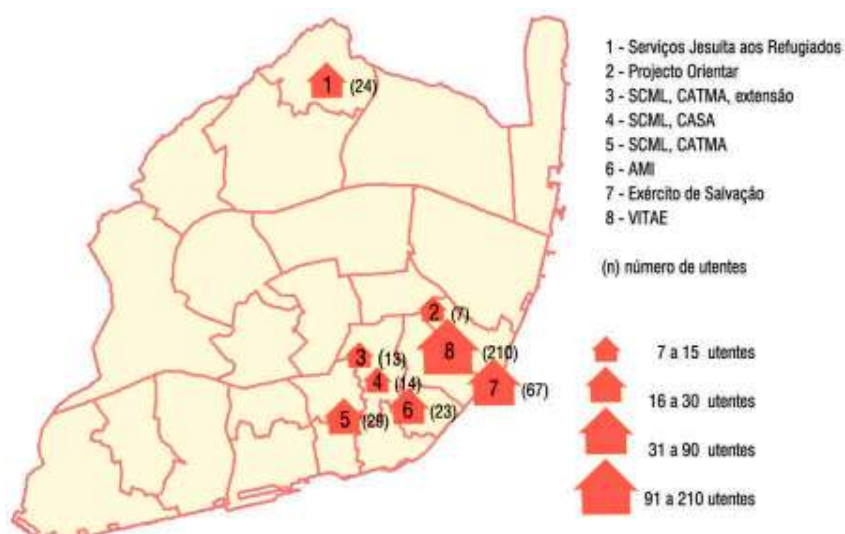 1 - Serviços Jesuíta aos Refugiados
2 - Projecto Orientar
3 - SCML, CATMA, extensão
4 - SCML, CASA
5 - SCML, CATMA
6 - AMI
7 - Exército de Salvação
8 - VITAE
(n) número de utentes
7 a 15 utentes
16 a 30 utentes
31 a 90 utentes
91 a 210 utentes
1 (24)
2 (7)
8 (210)
3 (13)
4 (14)
7 (67)
6 (23)
5 (29)